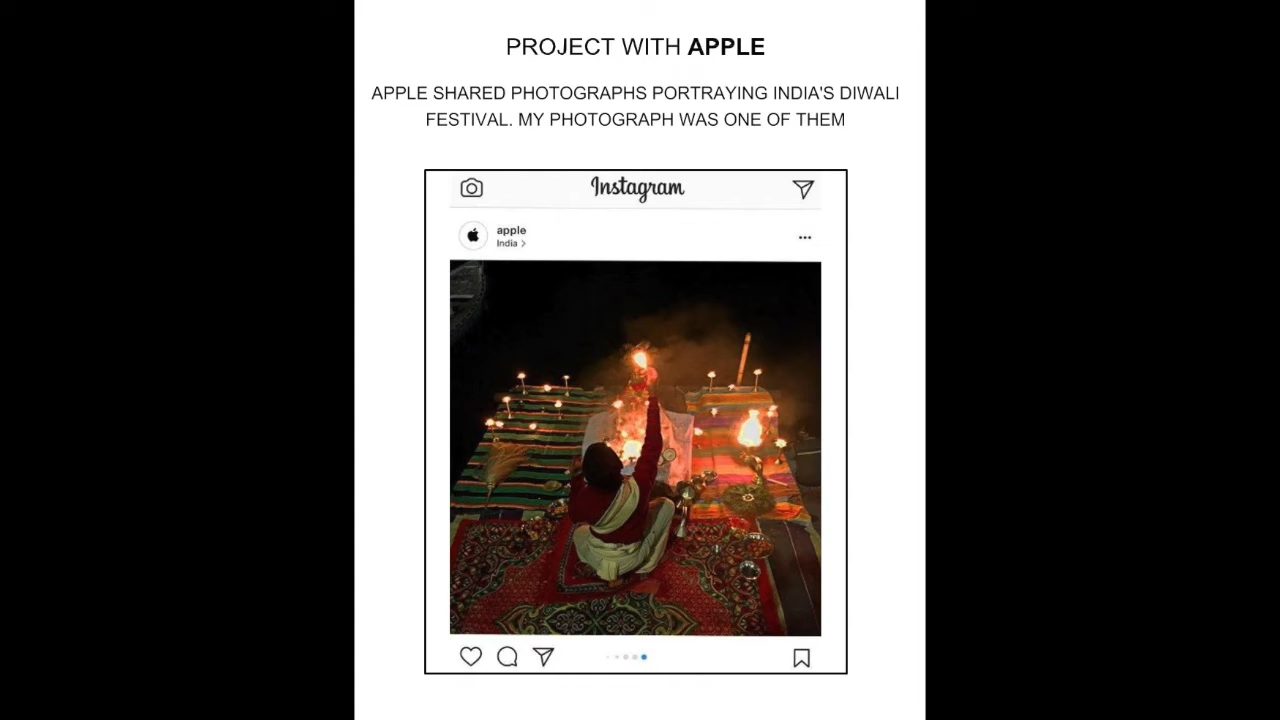 PROJECT WITH APPLE
APPLE SHARED PHOTOGRAPHS PORTRAYING INDIA'S DIWALI
FESTIVAL. MY PHOTOGRAPH WAS ONE OF THEM
Instagram
apple
India >